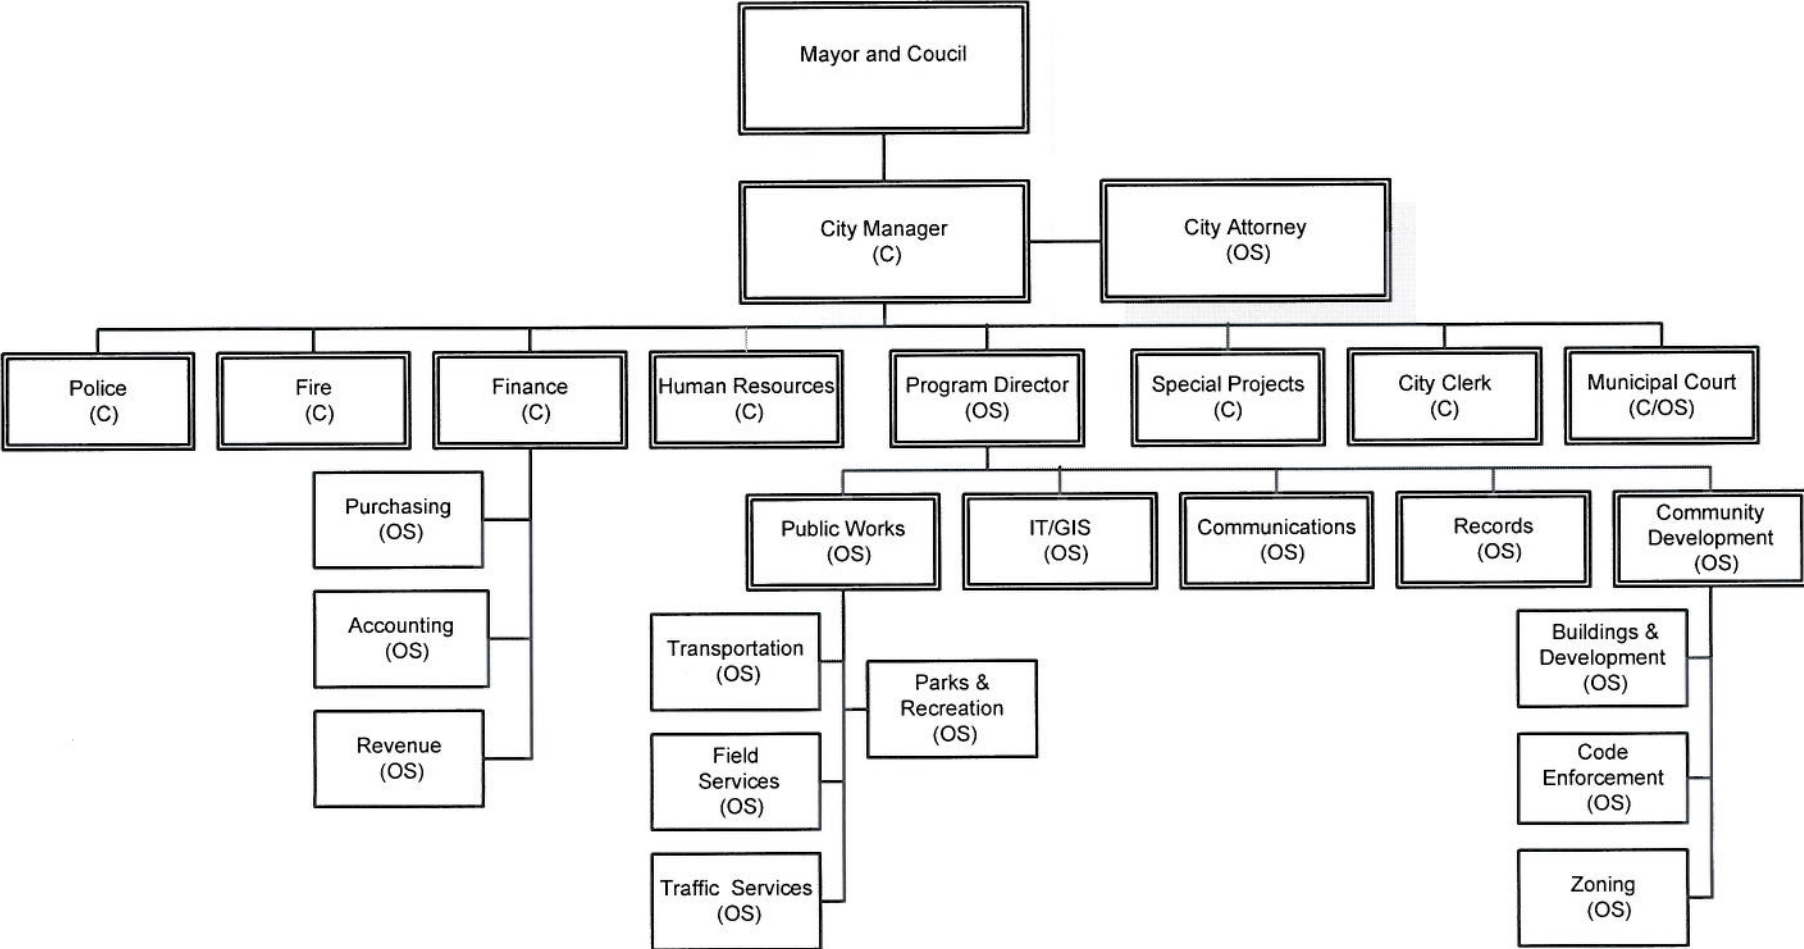 Mayor and Coucil
City Manager
(C)
City Attorney
(OS)
Police
(C)
Fire
(C)
Finance
(C)
Human Resources
(C)
Program Director
(OS)
Special Projects
(C)
City Clerk
(C)
Municipal Court
(C/OS)
Purchasing
(OS)
Accounting
(OS)
Revenue
(OS)
Public Works
(OS)
IT/GIS
(OS)
Communications
(OS)
Records
(OS)
Community
Development
(OS)
Transportation
(OS)
Parks &
Recreation
(OS)
Field
Services
(OS)
Traffic Services
(OS)
Buildings &
Development
(OS)
Code
Enforcement
(OS)
Zoning
(OS)